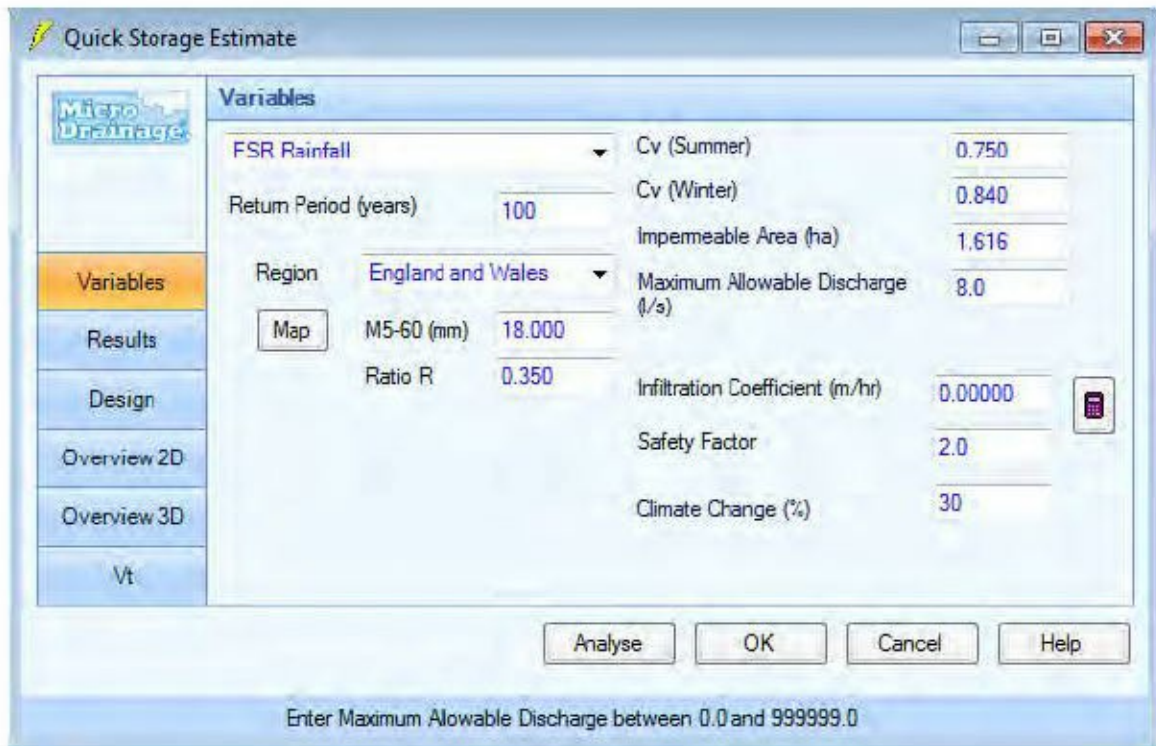 Quick Storage Estimate
Micro
Drainage
Variables
Results
Design
Overview 2D
Overview 3D
Vt
Variables
FSR Rainfall
Return Period (years) 100
Region England and Wales
Map M5-60 (mm) 18.000
Ratio R 0.350
Cv (Summer) 0.750
Cv (Winter) 0.840
Impermeable Area (ha) 1.616
Maximum Allowable Discharge 8.0
(l/s)
Infiltration Coefficient (m/hr) 0.00000
Safety Factor 2.0
Climate Change (%) 30
Analyse OK Cancel Help
Enter Maximum Alowable Discharge between 0.0 and 999999.0